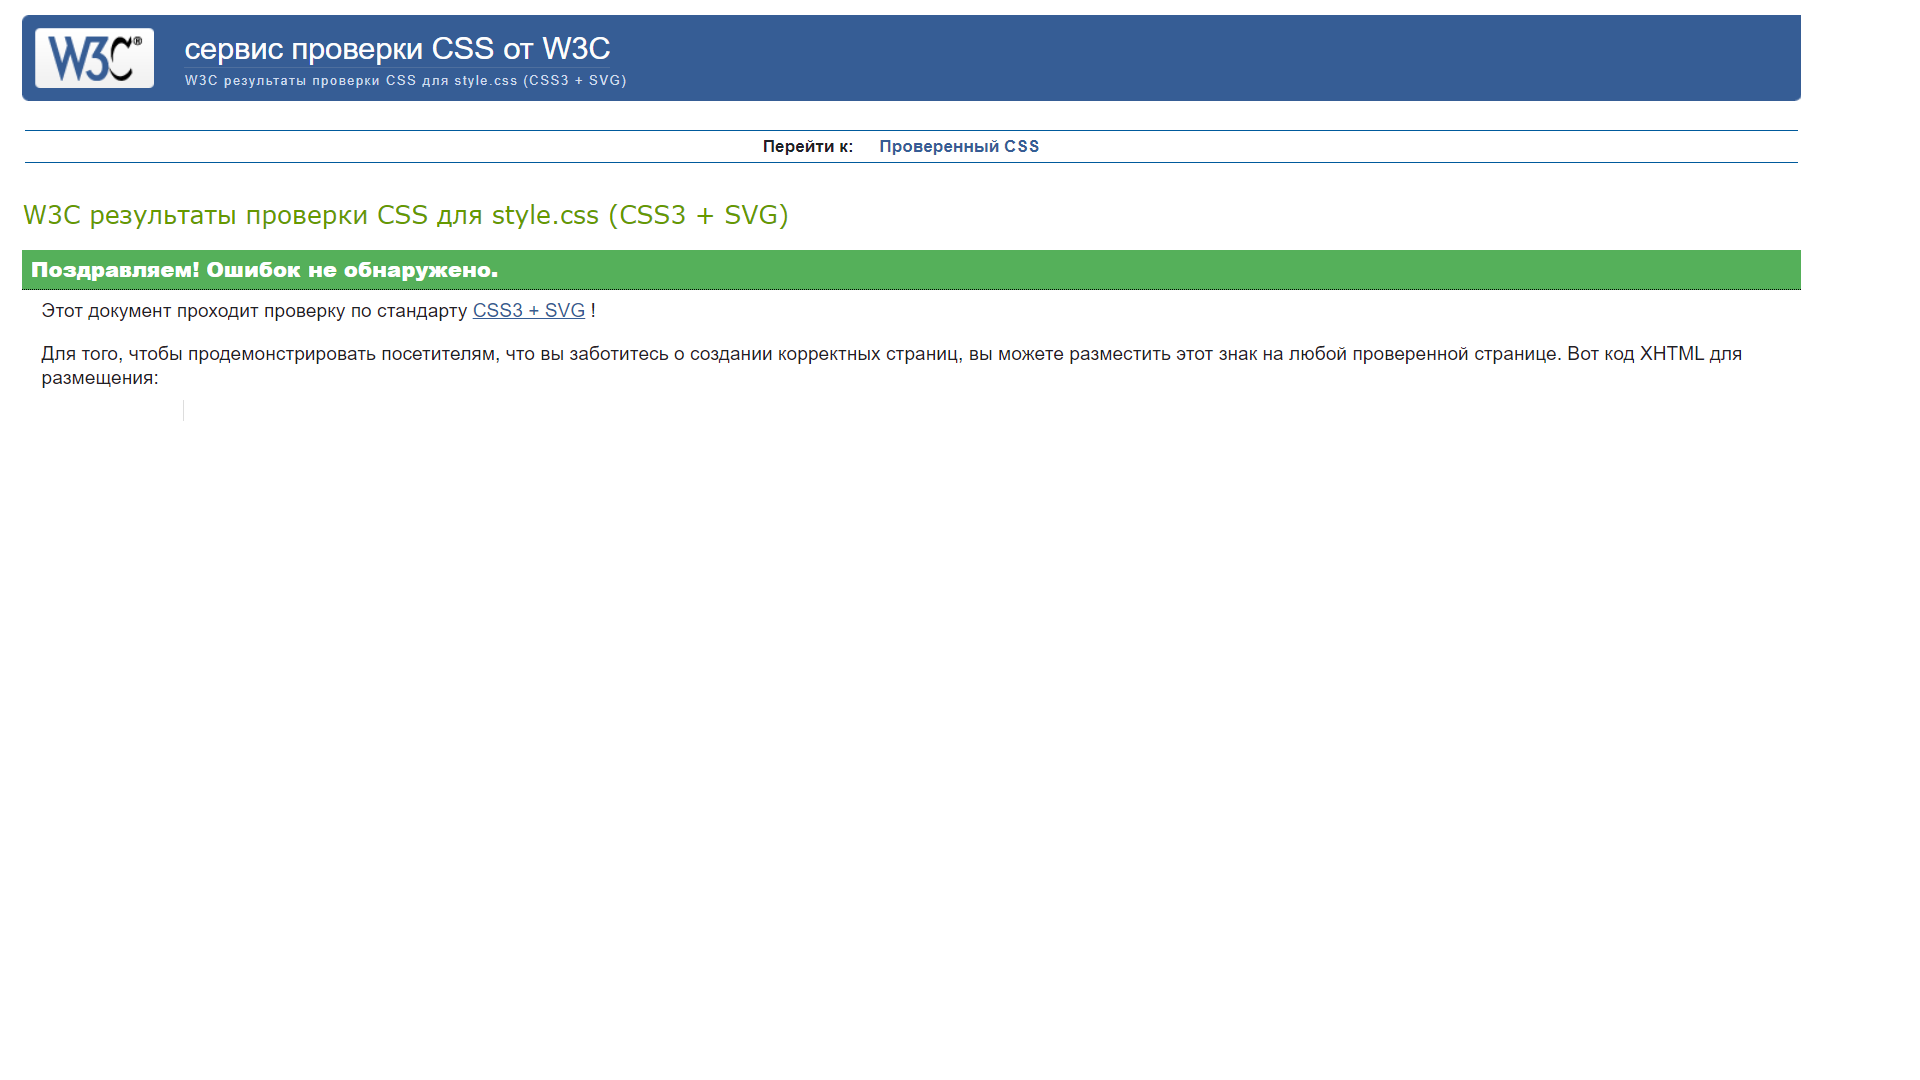 W3C®
сервис проверки CSS от W3C
W3C результаты проверки CSS для style.css (CSS3 + SVG)
Перейти к: Проверенный CSS
W3C результаты проверки CSS для style.css (CSS3 + SVG)
Поздравляем! Ошибок не обнаружено.
Этот документ проходит проверку по стандарту CSS3 + SVG !
Для того, чтобы продемонстрировать посетителям, что вы заботитесь о создании корректных страниц, вы можете разместить этот знак на любой проверенной странице. Вот код XHTML для
размещения: